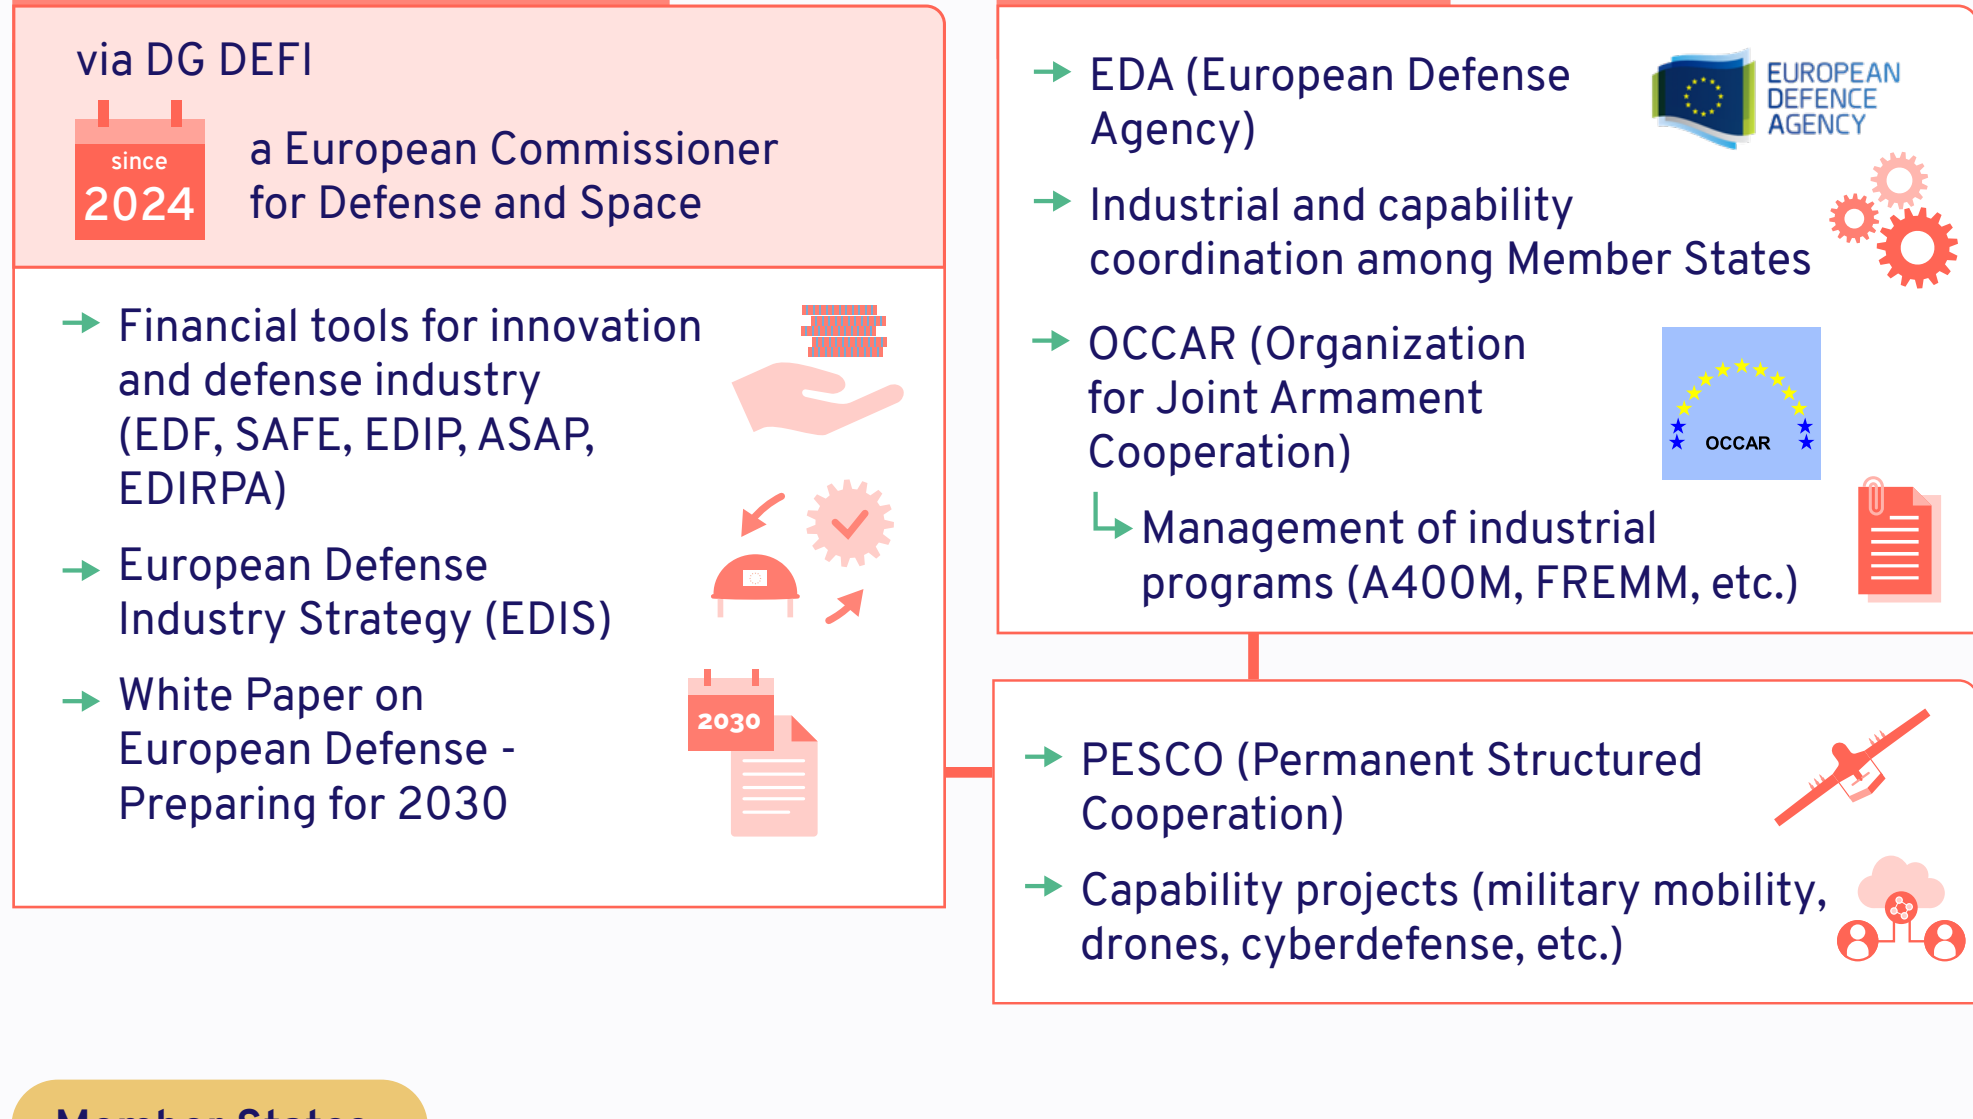 via DG DEFI
since
2024
a European Commissioner
for Defense and Space
Financial tools for innovation
and defense industry
(EDF, SAFE, EDIP, ASAP,
EDIRPA)
European Defense
Industry Strategy (EDIS)
White Paper on
European Defense -
Preparing for 2030
2030
EDA (European Defense
Agency)
EUROPEAN
DEFENCE
AGENCY
Industrial and capability
coordination among Member States
OCCAR (Organization
for Joint Armament
Cooperation)
OCCAR
Management of industrial
programs (A400M, FREMM, etc.)
PESCO (Permanent Structured
Cooperation)
Capability projects (military mobility,
drones, cyberdefense, etc.)
Member States